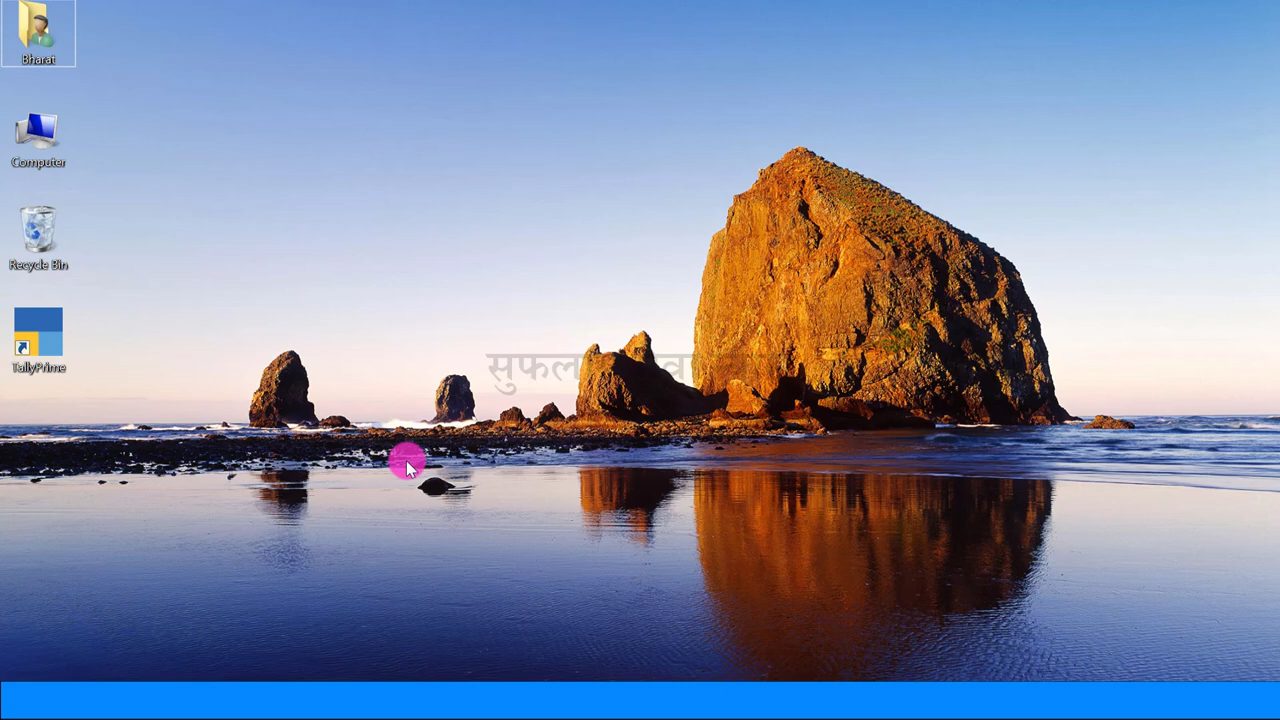 Bharat
Computer
Recycle Bin
TallyPrime
सुफल